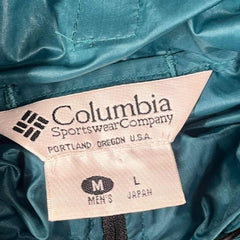 Columbia
Sportswear Company
PORTLAND OREGON U.S.A.
M L
MEN'S JAPAN